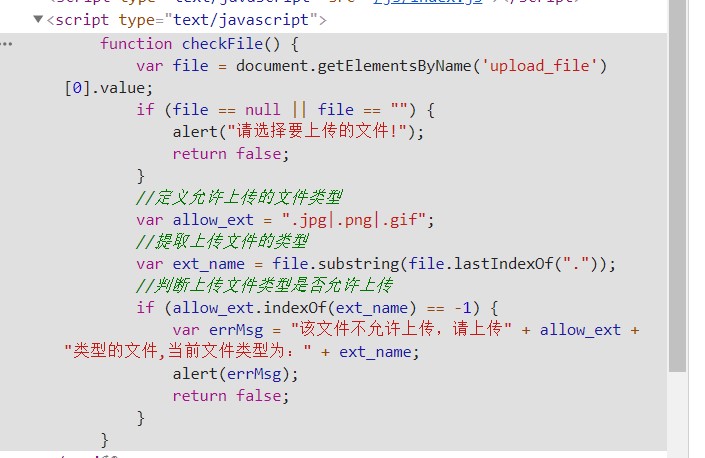 <script type="text/javascript" src="/js/index.js"></script>
▼<script type="text/javascript">
function checkFile() {
var file = document.getElementsByName('upload_file')
[0].value;
if (file == null || file == "") {
alert("请选择要上传的文件!");
return false;
}
//定义允许上传的文件类型
var allow_ext = ".jpg|.png|.gif";
//提取上传文件的类型
var ext_name = file.substring(file.lastIndexOf("."));
//判断上传文件类型是否允许上传
if (allow_ext.indexOf(ext_name) == -1) {
var errMsg = "该文件不允许上传，请上传" + allow_ext +
"类型的文件,当前文件类型为：" + ext_name;
alert(errMsg);
return false;
}
}